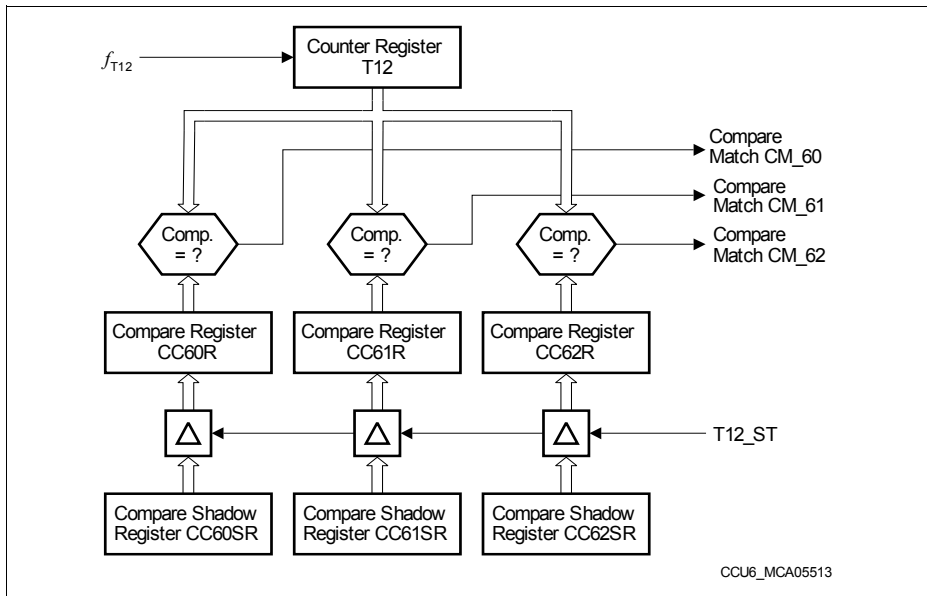 Counter Register
T12
fT12
Compare
Match CM_60
Compare
Match CM_61
Compare
Match CM_62
Comp.
= ?
Comp.
= ?
Comp.
= ?
Compare Register
CC60R
Compare Register
CC61R
Compare Register
CC62R
T12_ST
Compare Shadow
Register CC60SR
Compare Shadow
Register CC61SR
Compare Shadow
Register CC62SR
CCU6_MCA05513